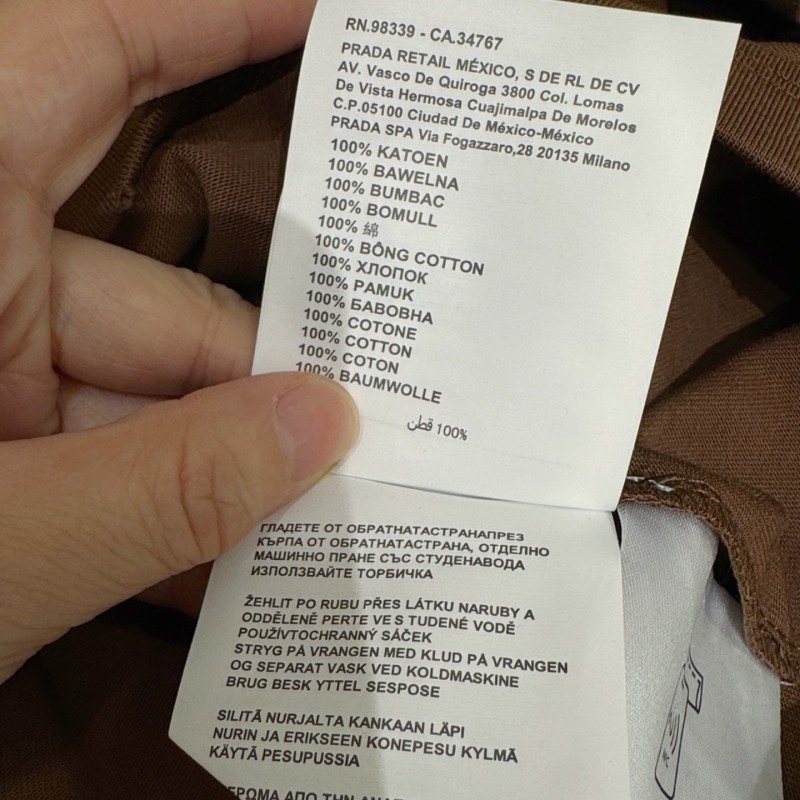 RN.98339 - CA.34767
PRADA RETAIL MÉXICO, S DE RL DE CV
AV. Vasco De Quiroga 3800 Col. Lomas
De Vista Hermosa Cuajimalpa De Morelos
C.P.05100 Ciudad De México-México
PRADA SPA Via Fogazzaro,28 20135 Milano
100% KATOEN
100% BAWELNA
100% BUMBAC
100% BOMULL
100% 綿
100% BÔNG COTTON
100% ХЛОПОК
100% PAMUK
100% БАВОВНА
100% COTONE
100% COTTON
100% COTON
100% BAUMWOLLE
100% قطن
ГЛАДЕТЕ ОТ ОБРАТНАТАСТРАНАПРЕЗ
КЪРПА ОТ ОБРАТНАТАСТРАНА, ОТДЕЛНО
МАШИННО ПРАНЕ СЪС СТУДЕНАВОДА
ИЗПОЛЗВАЙТЕ ТОРБИЧКА
ŽEHLIT PO RUBU PŘES LÁTKU NARUBY A
ODDĚLENĚ PERTE VE S TUDENÉ VODĚ
POUŽÍVTOCHRANNÝ SÁČEK
STRYG PÅ VRANGEN MED KLUD PÅ VRANGEN
OG SEPARAT VASK VED KOLDMASKINE
BRUG BESK YTTEL SESPOSE
SILITÄ NURJALTA KANKAAN LÄPI
NURIN JA ERIKSEEN KONEPESU KYLMÄ
KÄYTÄ PESUPUSSIA